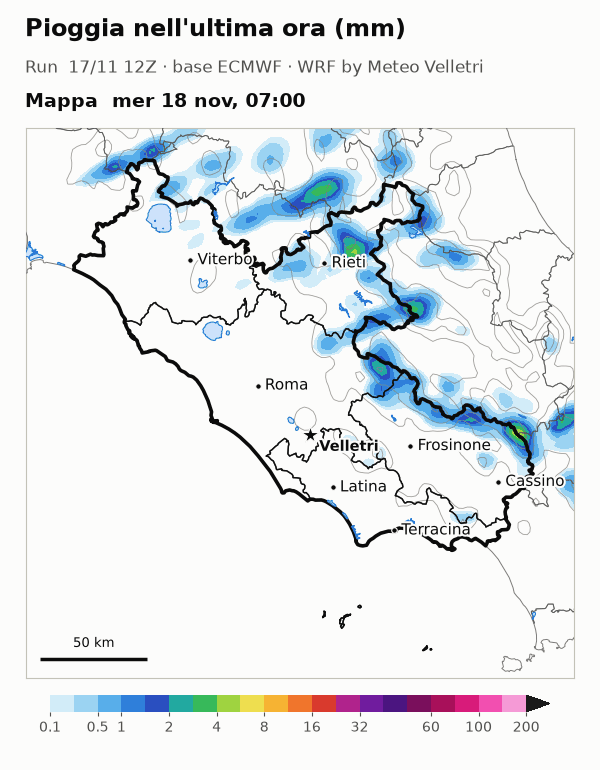 Pioggia nell'ultima ora (mm)
Run  17/11 12Z · base ECMWF · WRF by Meteo Velletri
Mappa  mer 18 nov, 07:00
Viterbo
Rieti
Roma
Velletri
Frosinone
Latina
Cassino
Terracina
50 km
0.1 0.5 1 2 4 8 16 32 60 100 200